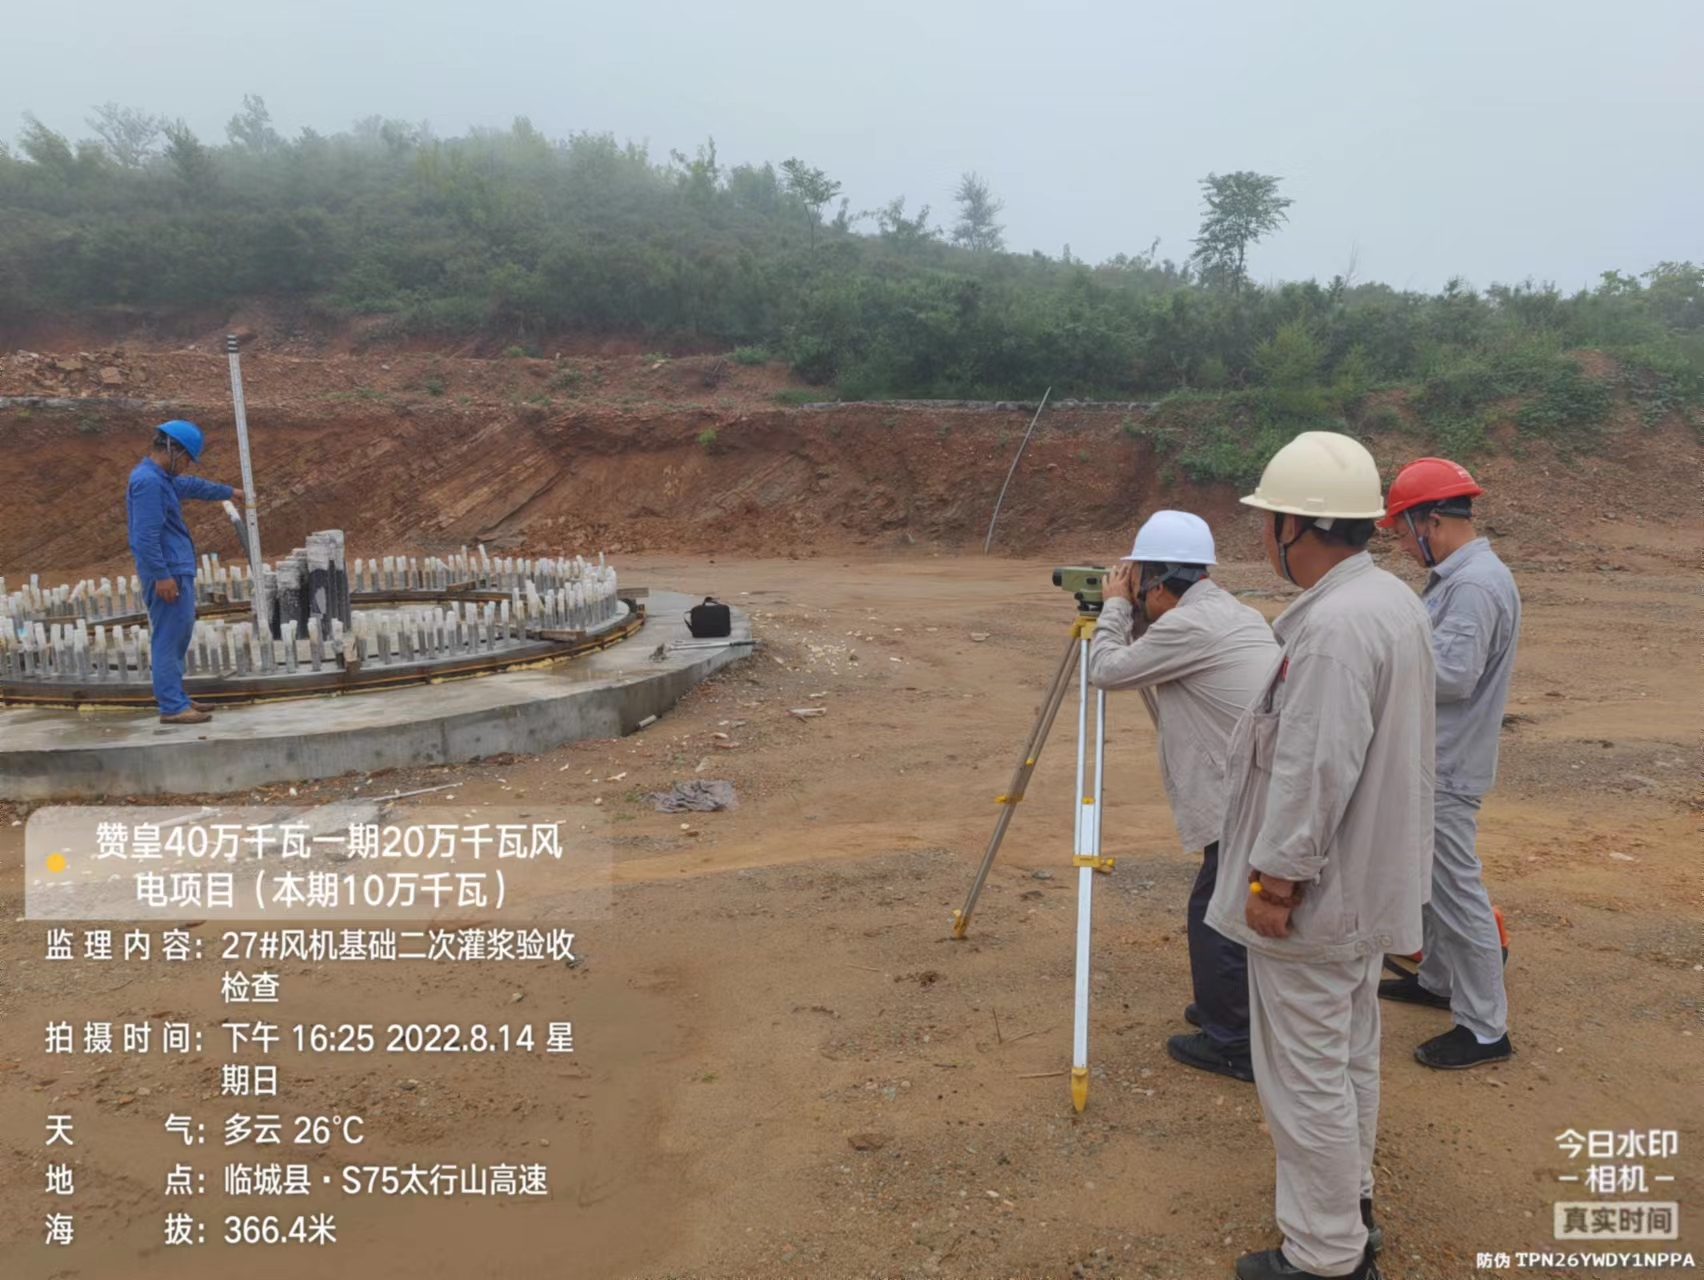 赞皇40万千瓦一期20万千瓦风
电项目（本期10万千瓦）
监理内容：27#风机基础二次灌浆验收
检查
拍摄时间：下午 16:25 2022.8.14 星
期日
天气：多云 26℃
地点：临城县·S75太行山高速
海拔：366.4米
今日水印
-相机-
真实时间
防伪 TPN26YWDY1NPPA